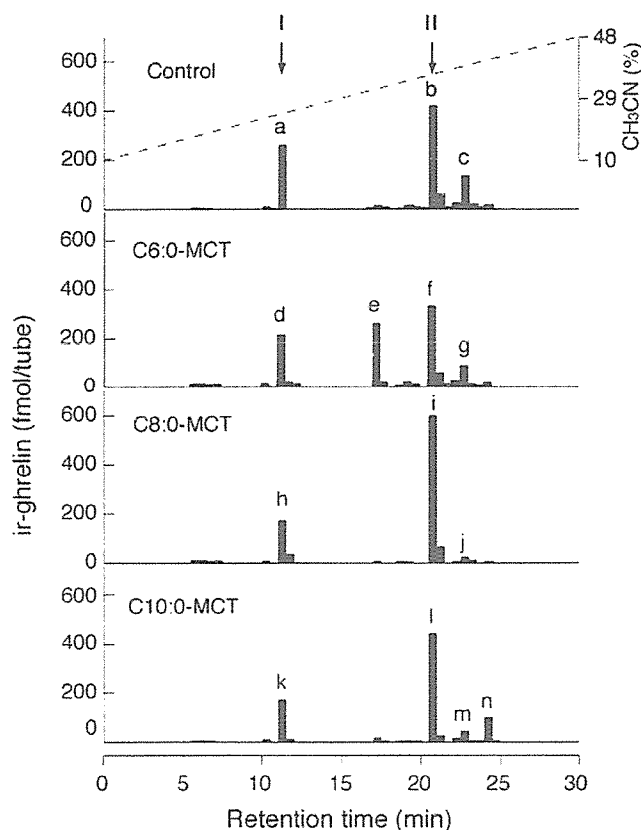 I II
600 Control 48
400 a b c 29
200 10
0
CH₃CN (%)
600 C6:0-MCT
400 d e f g
200
0
ir-ghrelin (fmol/tube)
600 C8:0-MCT i
400
200 h j
0
600 C10:0-MCT l
400
200 k m n
0
0 5 10 15 20 25 30
Retention time (min)